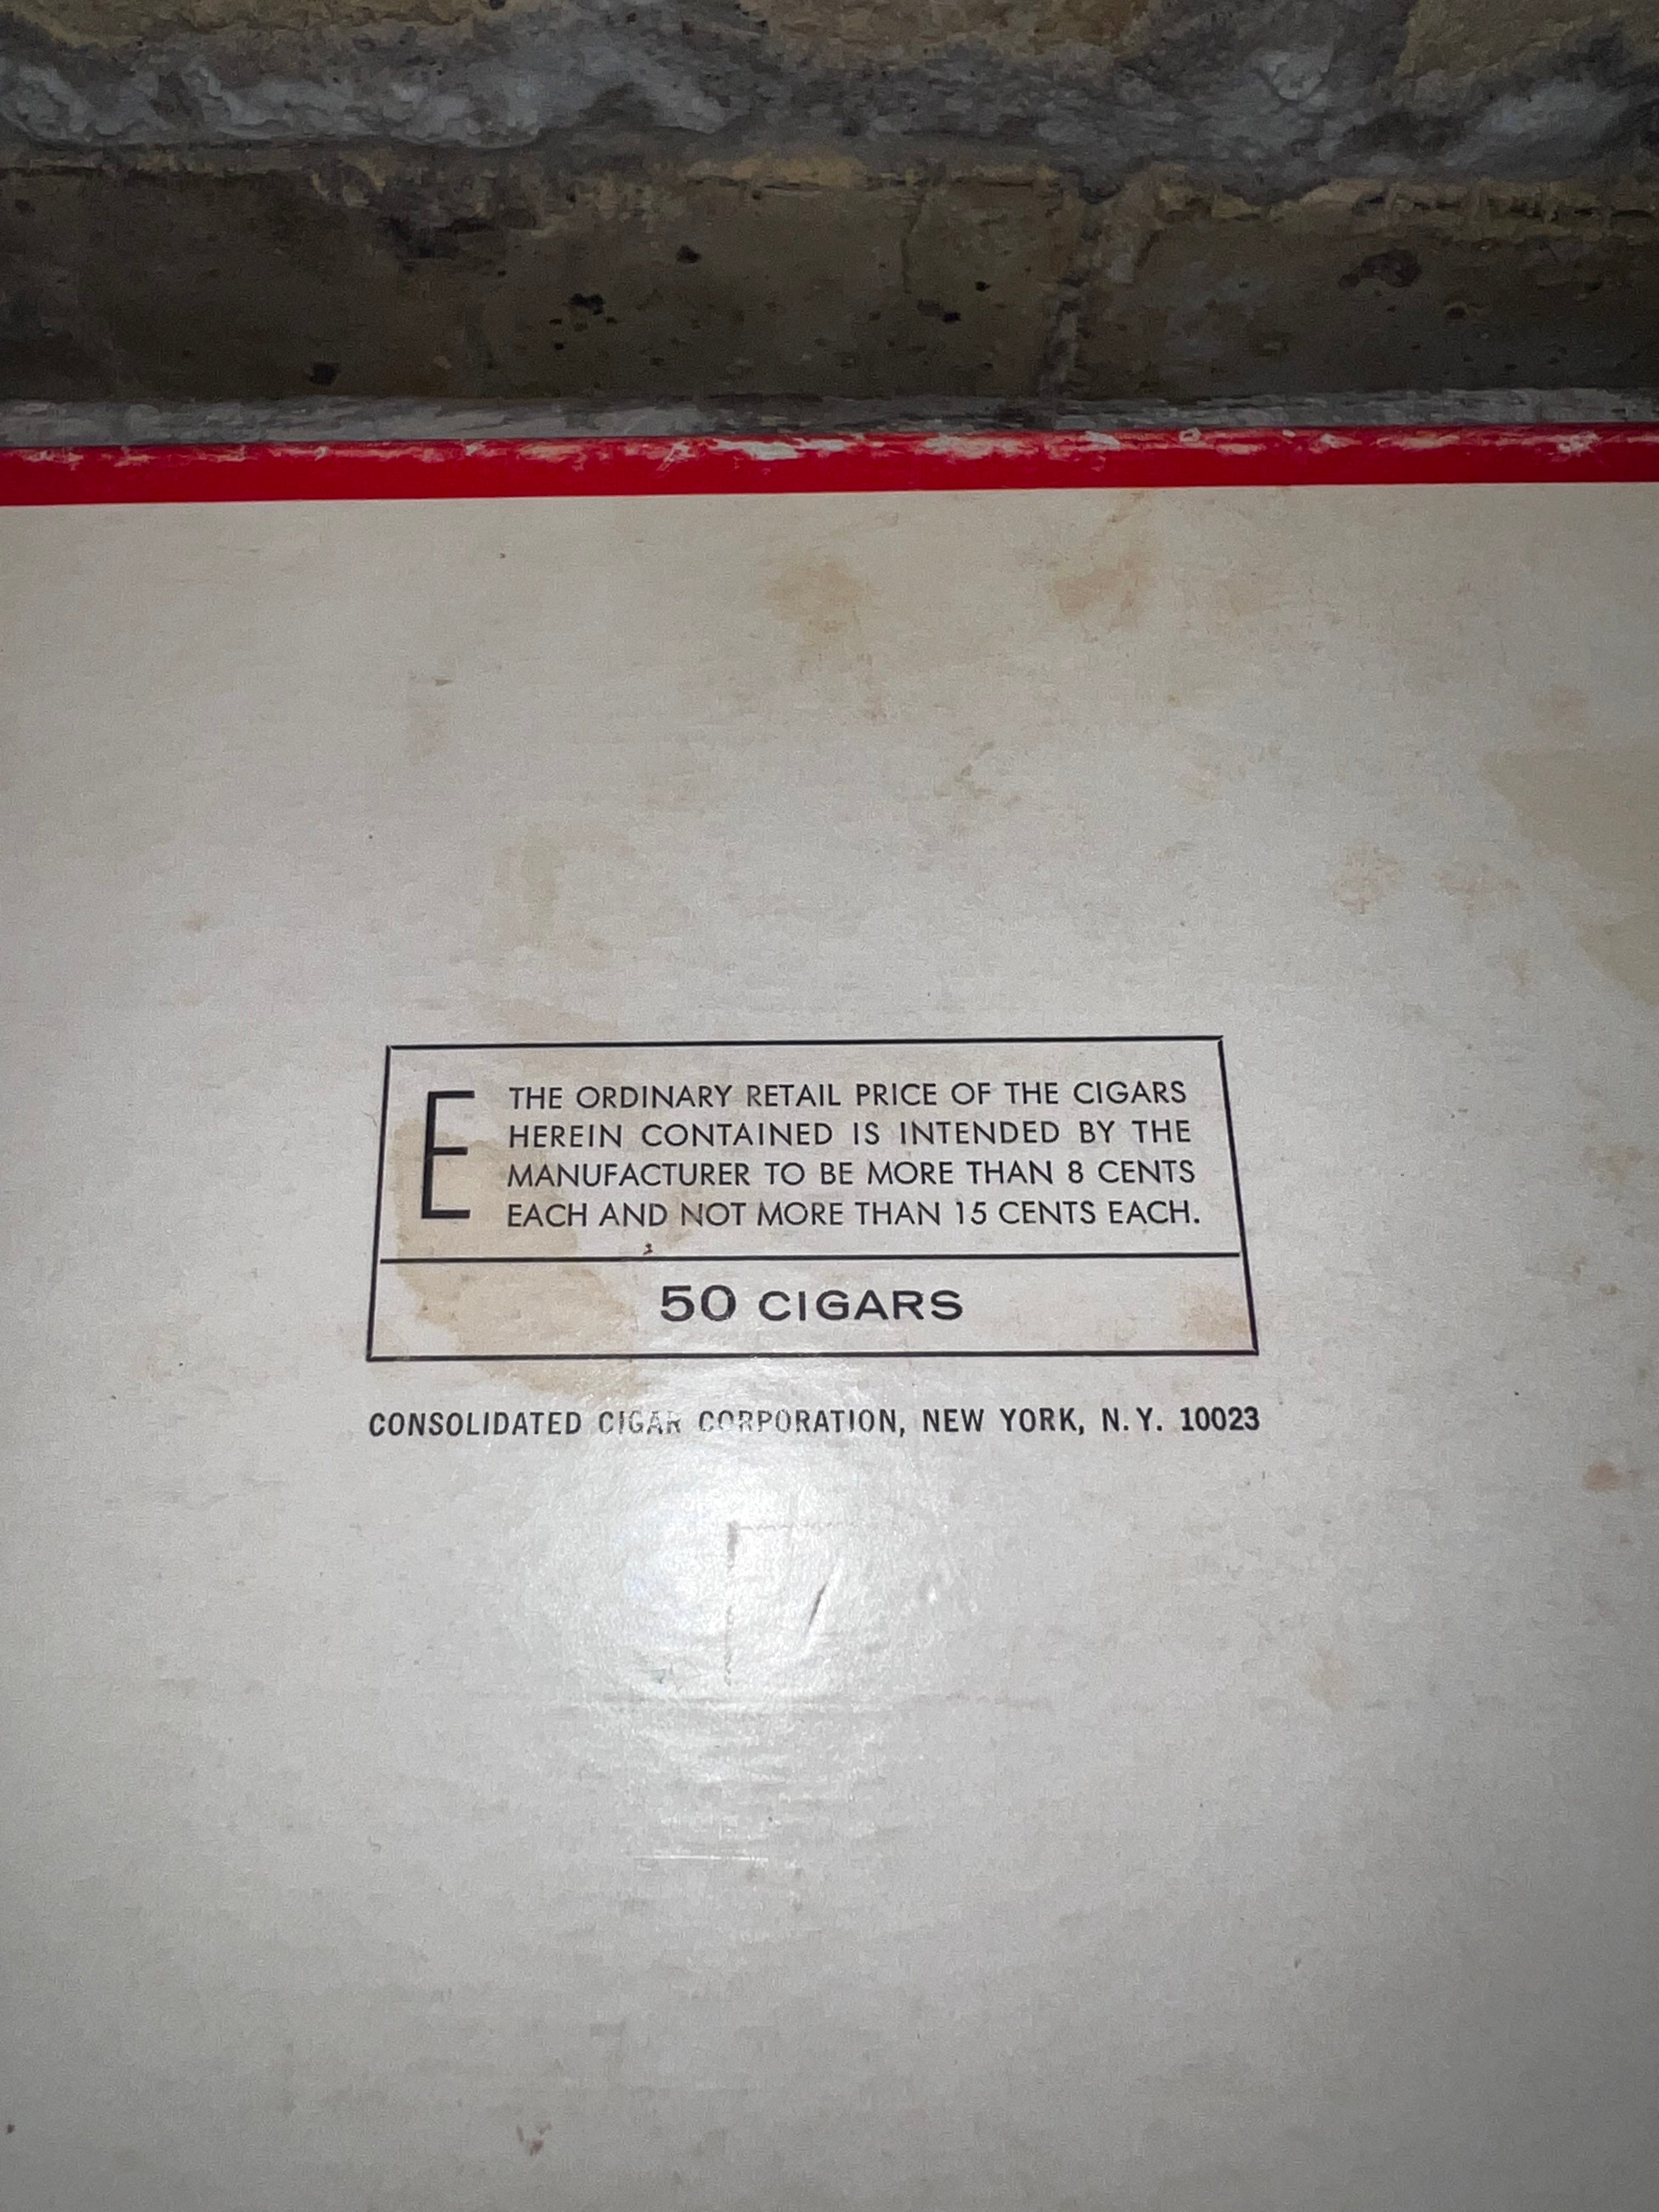 E THE ORDINARY RETAIL PRICE OF THE CIGARS
HEREIN CONTAINED IS INTENDED BY THE
MANUFACTURER TO BE MORE THAN 8 CENTS
EACH AND NOT MORE THAN 15 CENTS EACH.
50 CIGARS
CONSOLIDATED CIGAR CORPORATION, NEW YORK, N.Y. 10023